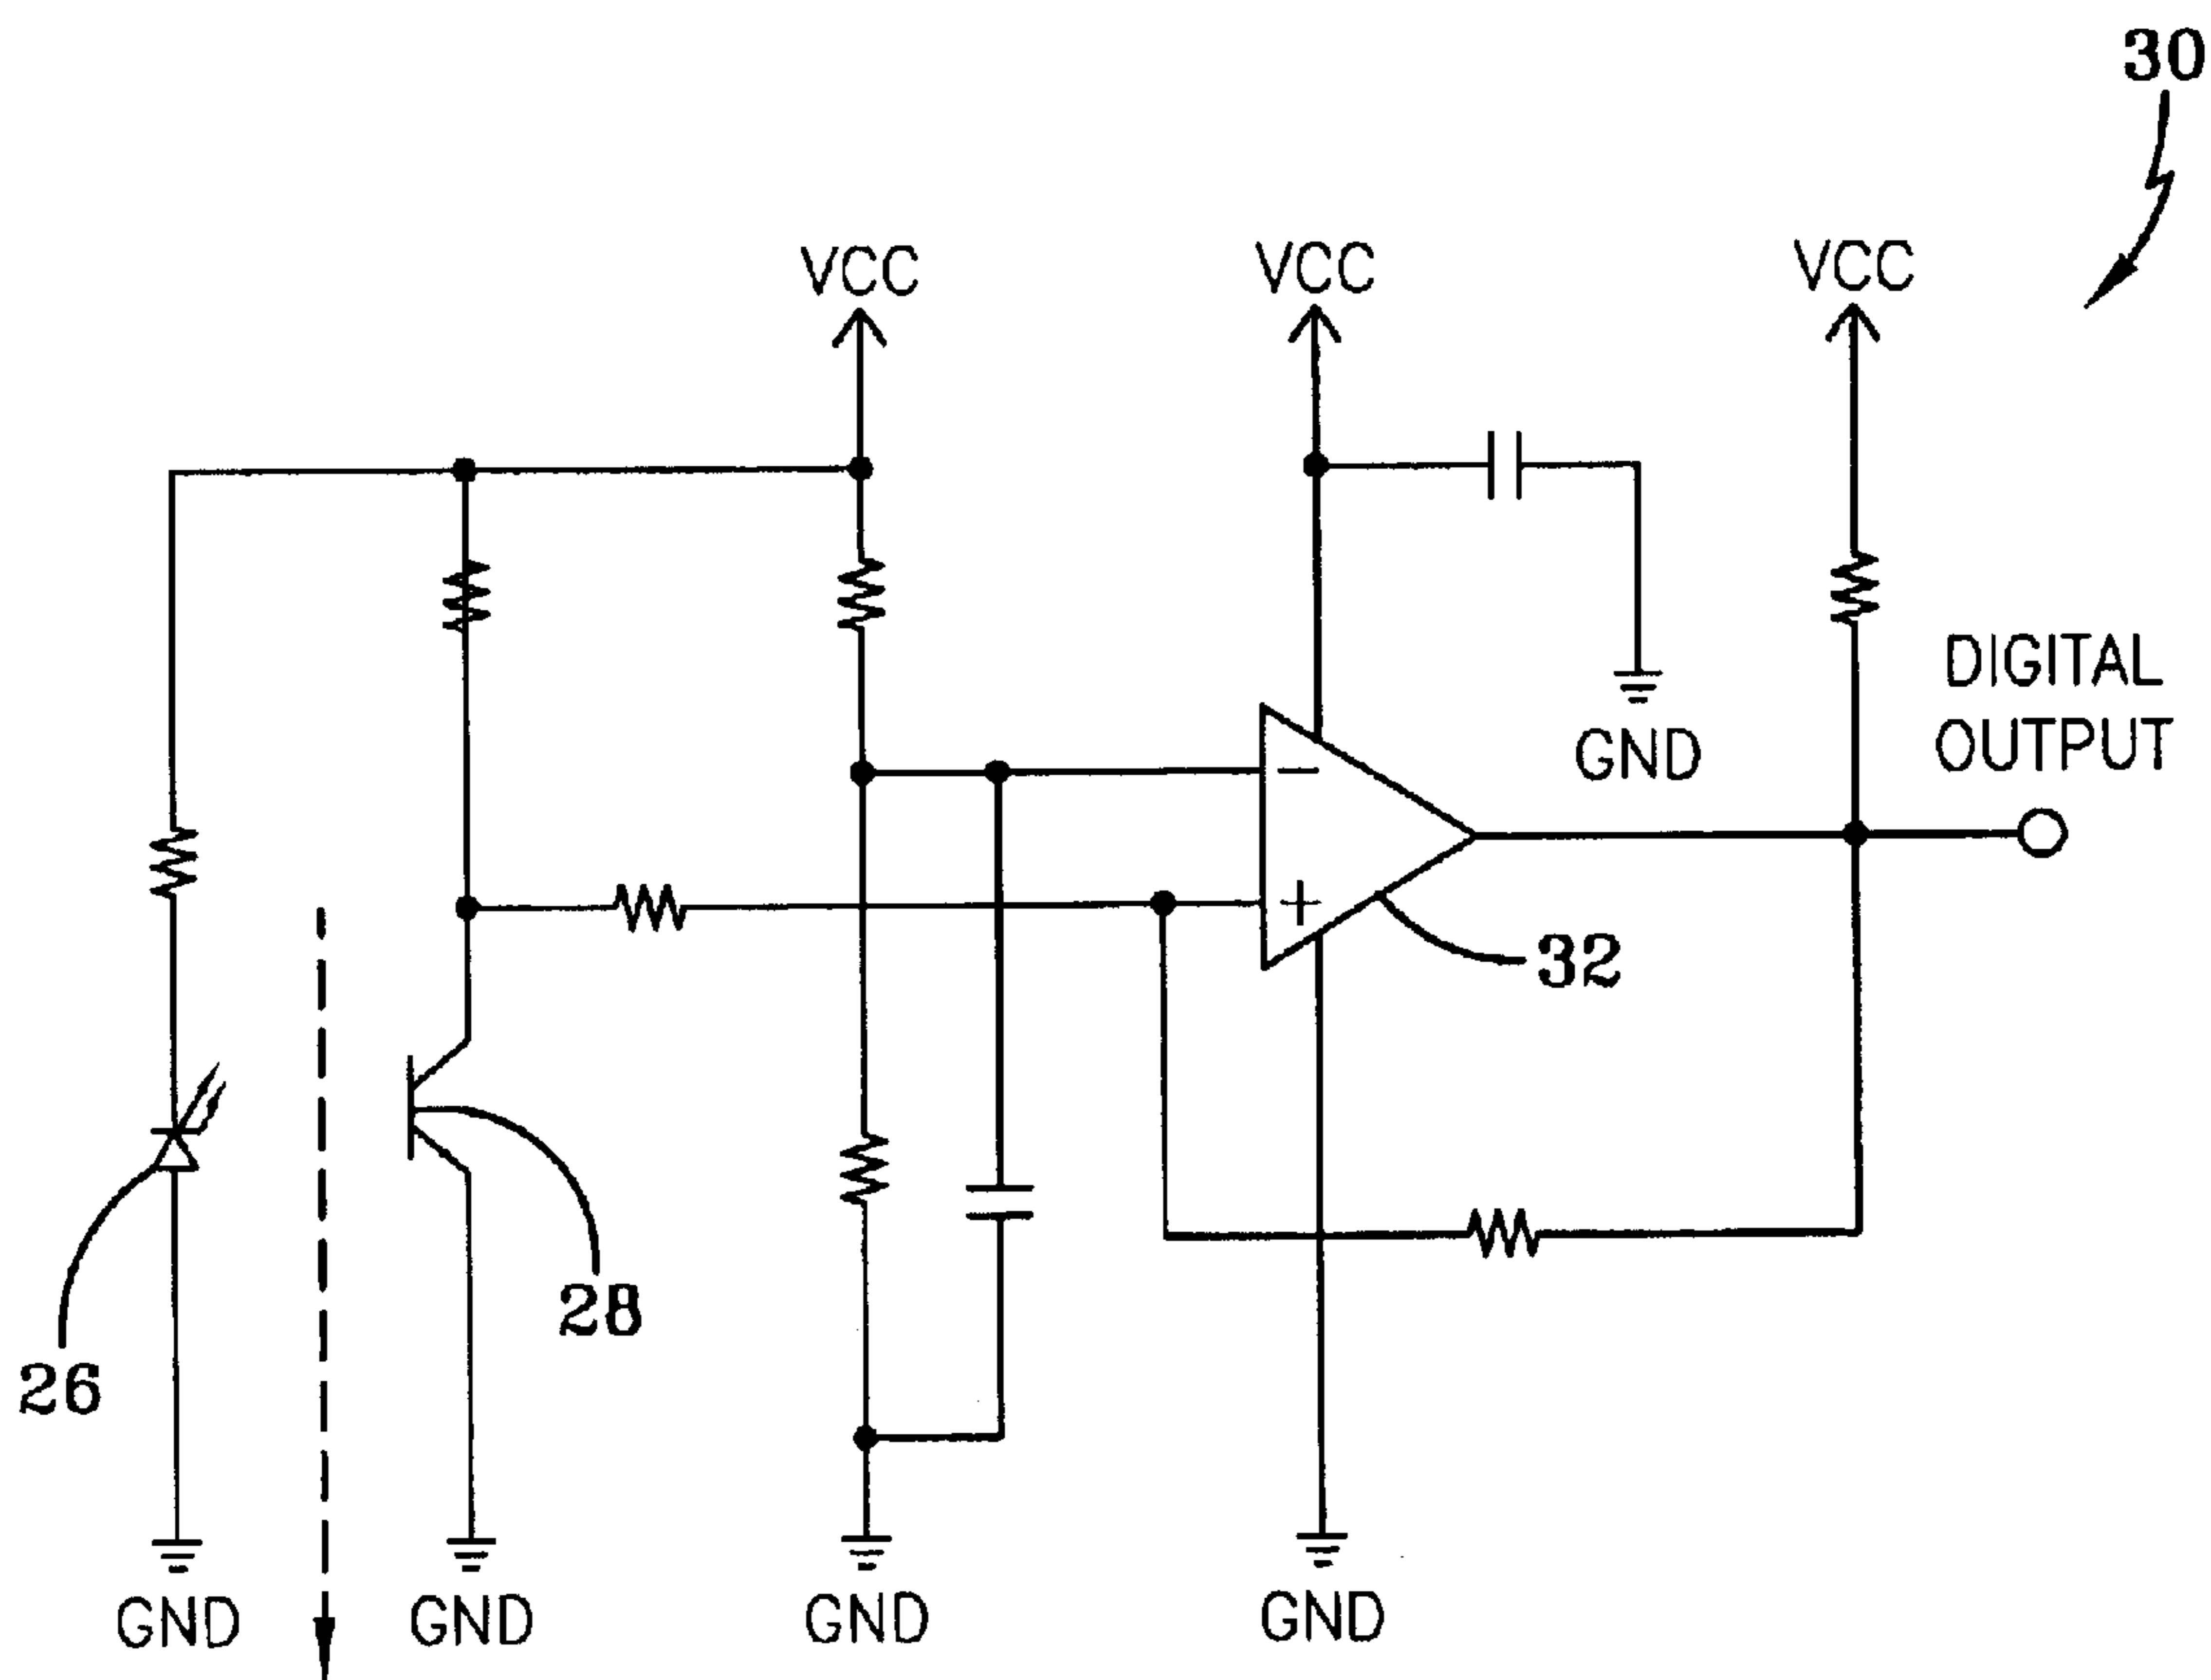 30
VCC
VCC
VCC
DIGITAL
OUTPUT
GND
32
28
26
GND
GND
GND
GND